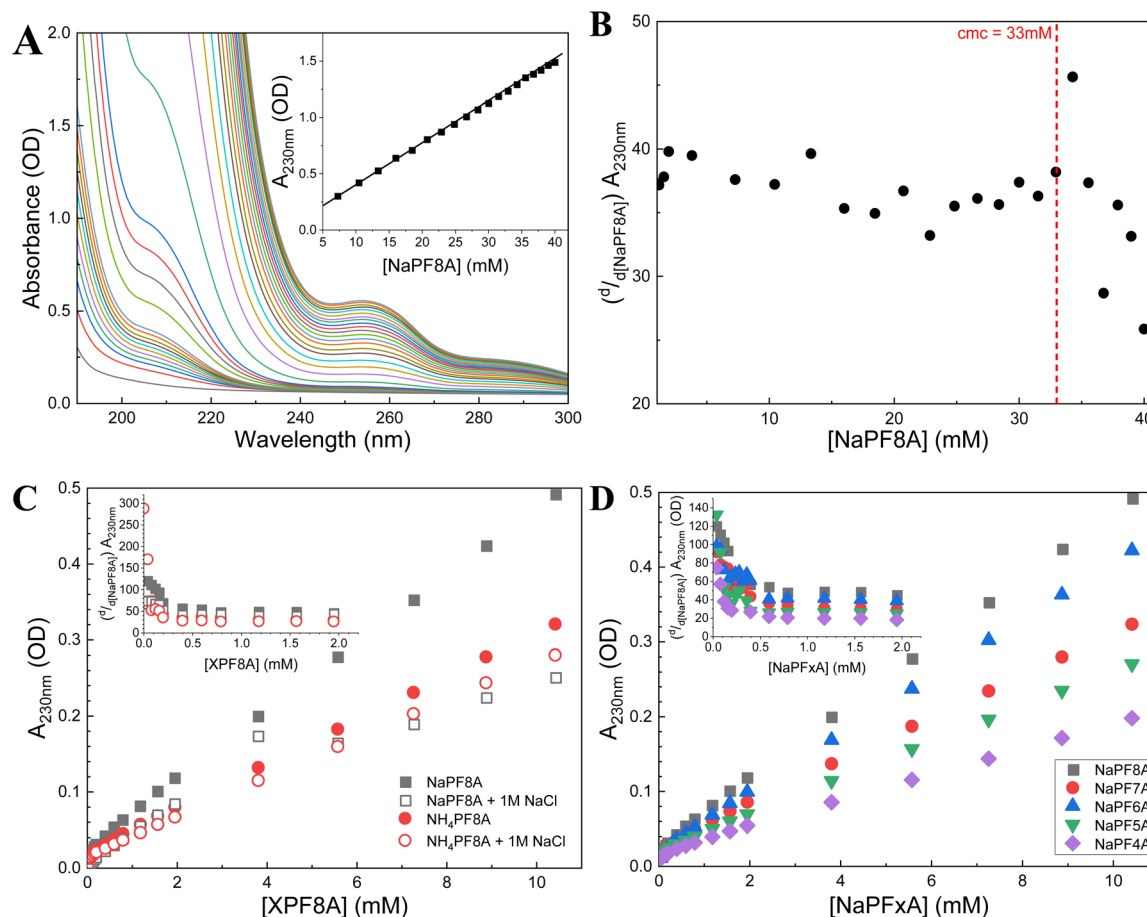 A
Absorbance (OD)
2.0
1.5
1.0
0.5
0.0
200
220
240
260
280
300
Wavelength (nm)
A230nm (OD)
1.5
1.0
0.5
0.0
5
10
15
20
25
30
35
40
[NaPF8A] (mM)
B
cmc = 33mM
(d/d[NaPF8A]) A230nm
50
40
30
20
10
20
30
40
[NaPF8A] (mM)
C
A230nm (OD)
0.5
0.4
0.3
0.2
0.1
0.0
0
2
4
6
8
10
[XPF8A] (mM)
(d/d[NaPF8A]) A230nm
300
250
200
150
100
50
0
0.0
0.5
1.0
1.5
2.0
[XPF8A] (mM)
NaPF8A
NaPF8A + 1M NaCl
NH4PF8A
NH4PF8A + 1M NaCl
D
A230nm (OD)
0.5
0.4
0.3
0.2
0.1
0.0
0
2
4
6
8
10
[NaPFxA] (mM)
(d/d[NaPF8A]) A230nm (OD)
140
120
100
80
60
40
20
0
0.0
0.5
1.0
1.5
2.0
[NaPFxA] (mM)
NaPF8A
NaPF7A
NaPF6A
NaPF5A
NaPF4A